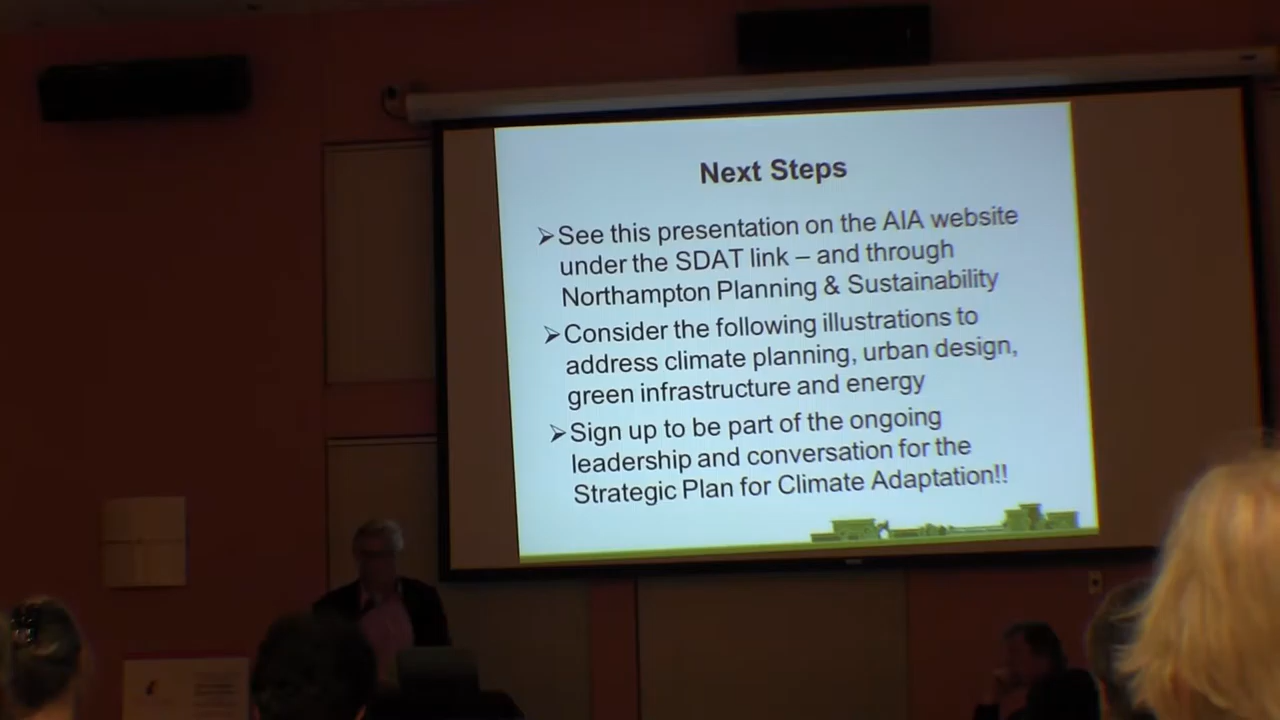 Next Steps
➢See this presentation on the AIA website
under the SDAT link – and through
Northampton Planning & Sustainability
➢Consider the following illustrations to
address climate planning, urban design,
green infrastructure and energy
➢Sign up to be part of the ongoing
leadership and conversation for the
Strategic Plan for Climate Adaptation!!